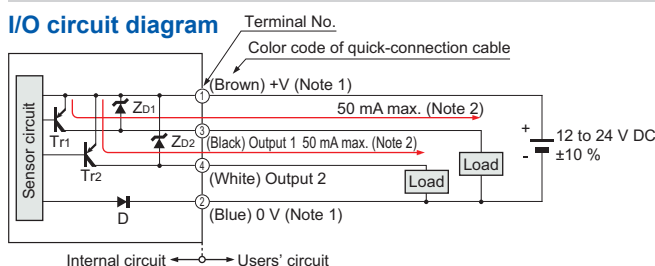 I/O circuit diagram
Terminal No.
Color code of quick-connection cable
1 (Brown) +V (Note 1)
50 mA max. (Note 2)
Sensor circuit
Tr1
ZD1
3 (Black) Output 1 50 mA max. (Note 2)
ZD2
Tr2
4 (White) Output 2
Load
Load
+
-
12 to 24 V DC
±10 %
D
2 (Blue) 0 V (Note 1)
Internal circuit
Users' circuit